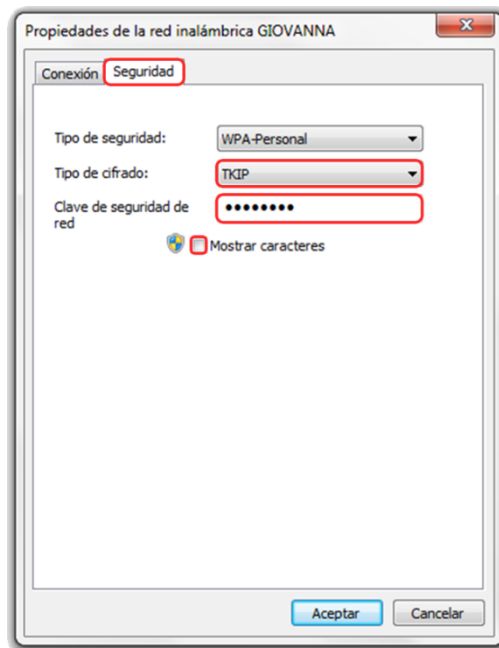 Propiedades de la red inalámbrica GIOVANNA
Conexión Seguridad
Tipo de seguridad: WPA-Personal
Tipo de cifrado: TKIP
Clave de seguridad de ••••••••
red
Mostrar caracteres
Aceptar Cancelar